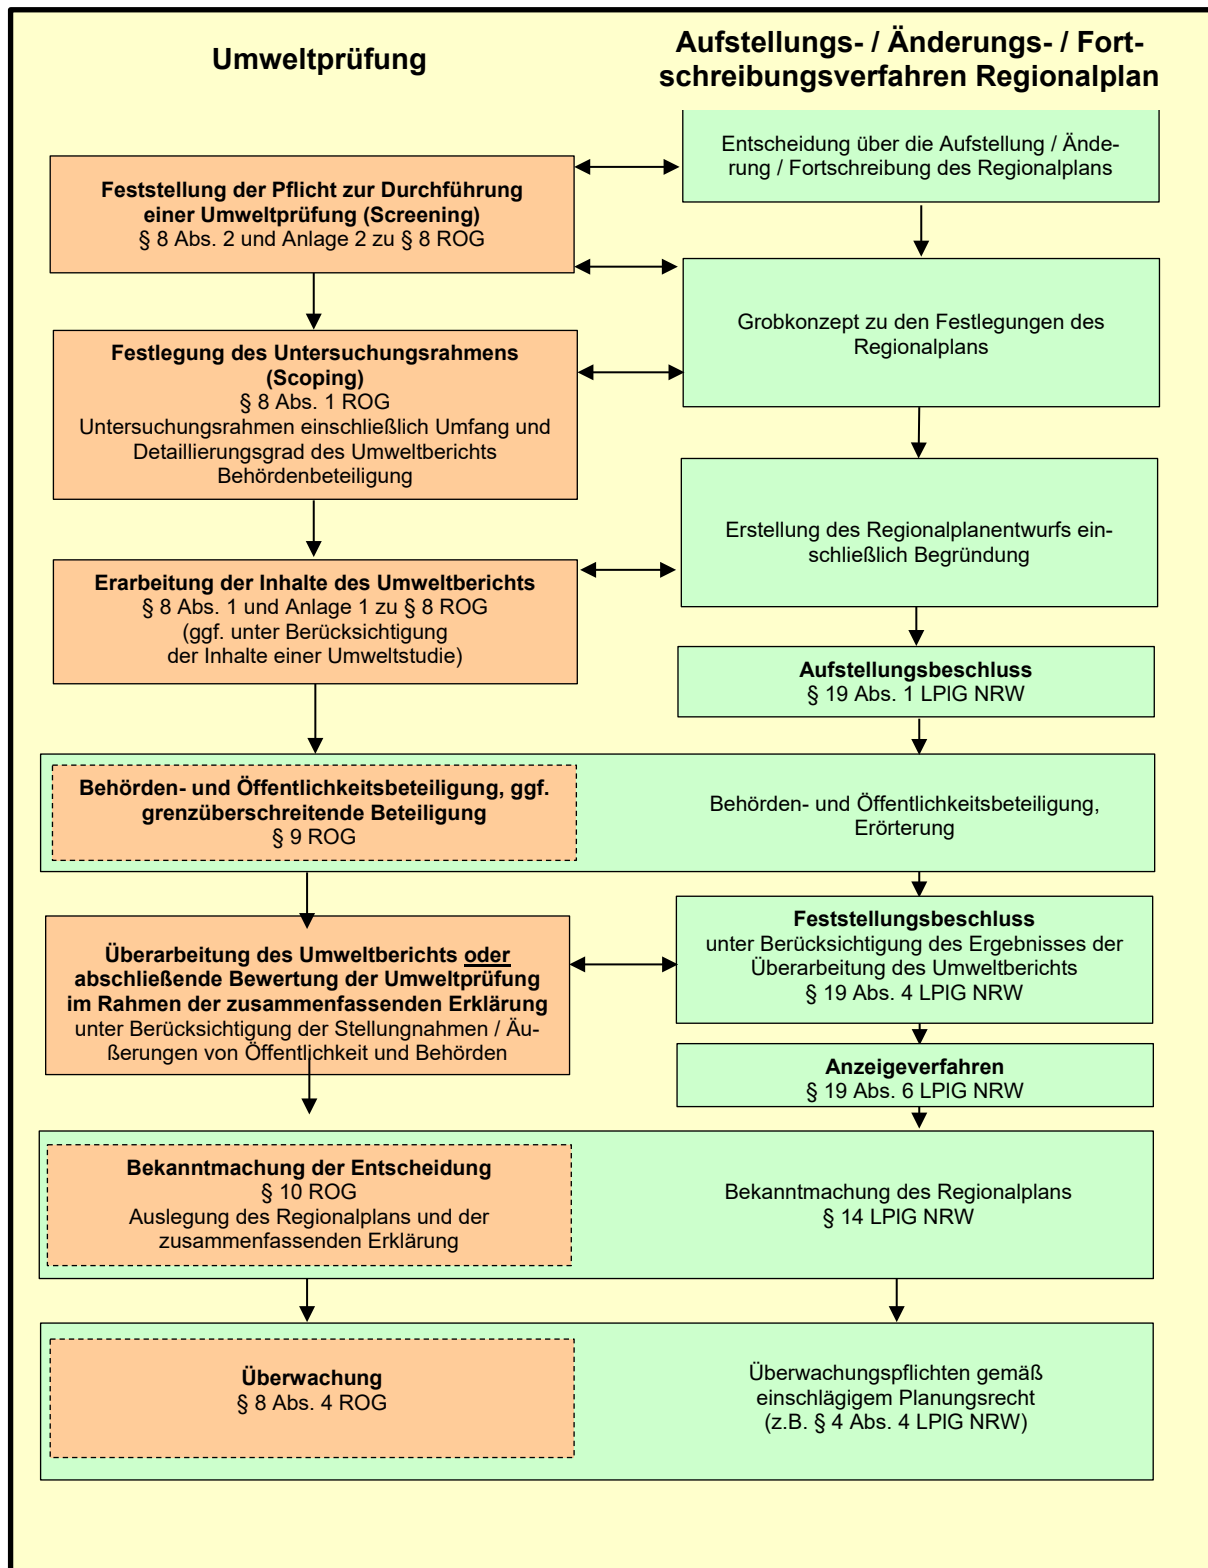 Umweltprüfung
Aufstellungs- / Änderungs- / Fort-
schreibungsverfahren Regionalplan
Entscheidung über die Aufstellung / Ände-
rung / Fortschreibung des Regionalplans
Feststellung der Pflicht zur Durchführung
einer Umweltprüfung (Screening)
§ 8 Abs. 2 und Anlage 2 zu § 8 ROG
Grobkonzept zu den Festlegungen des
Regionalplans
Festlegung des Untersuchungsrahmens
(Scoping)
§ 8 Abs. 1 ROG
Untersuchungsrahmen einschließlich Umfang und
Detaillierungsgrad des Umweltberichts
Behördenbeteiligung
Erstellung des Regionalplanentwurfs ein-
schließlich Begründung
Erarbeitung der Inhalte des Umweltberichts
§ 8 Abs. 1 und Anlage 1 zu § 8 ROG
(ggf. unter Berücksichtigung
der Inhalte einer Umweltstudie)
Aufstellungsbeschluss
§ 19 Abs. 1 LPlG NRW
Behörden- und Öffentlichkeitsbeteiligung, ggf.
grenzüberschreitende Beteiligung
§ 9 ROG
Behörden- und Öffentlichkeitsbeteiligung,
Erörterung
Feststellungsbeschluss
unter Berücksichtigung des Ergebnisses der
Überarbeitung des Umweltberichts
§ 19 Abs. 4 LPlG NRW
Überarbeitung des Umweltberichts oder
abschließende Bewertung der Umweltprüfung
im Rahmen der zusammenfassenden Erklärung
unter Berücksichtigung der Stellungnahmen / Äu-
ßerungen von Öffentlichkeit und Behörden
Anzeigeverfahren
§ 19 Abs. 6 LPlG NRW
Bekanntmachung der Entscheidung
§ 10 ROG
Auslegung des Regionalplans und der
zusammenfassenden Erklärung
Bekanntmachung des Regionalplans
§ 14 LPlG NRW
Überwachung
§ 8 Abs. 4 ROG
Überwachungspflichten gemäß
einschlägigem Planungsrecht
(z.B. § 4 Abs. 4 LPlG NRW)